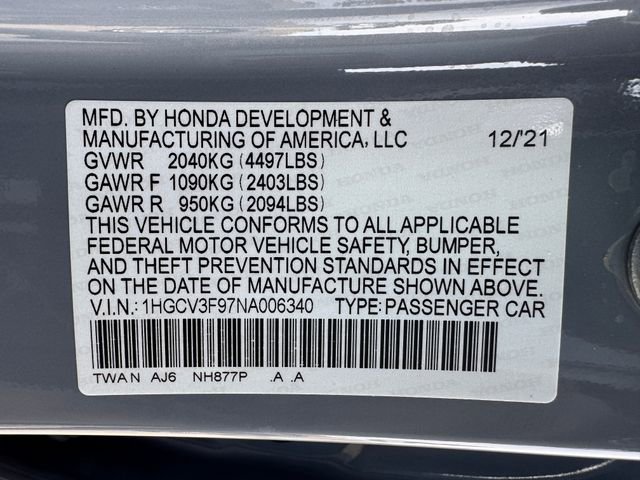 MFD. BY HONDA DEVELOPMENT &
MANUFACTURING OF AMERICA, LLC 12/'21
GVWR 2040KG (4497LBS)
GAWR F 1090KG (2403LBS)
GAWR R 950KG (2094LBS)
THIS VEHICLE CONFORMS TO ALL APPLICABLE
FEDERAL MOTOR VEHICLE SAFETY, BUMPER,
AND THEFT PREVENTION STANDARDS IN EFFECT
ON THE DATE OF MANUFACTURE SHOWN ABOVE.
V.I.N.: 1HGCV3F97NA006340 TYPE: PASSENGER CAR
TWA N AJ6 NH877P .A .A